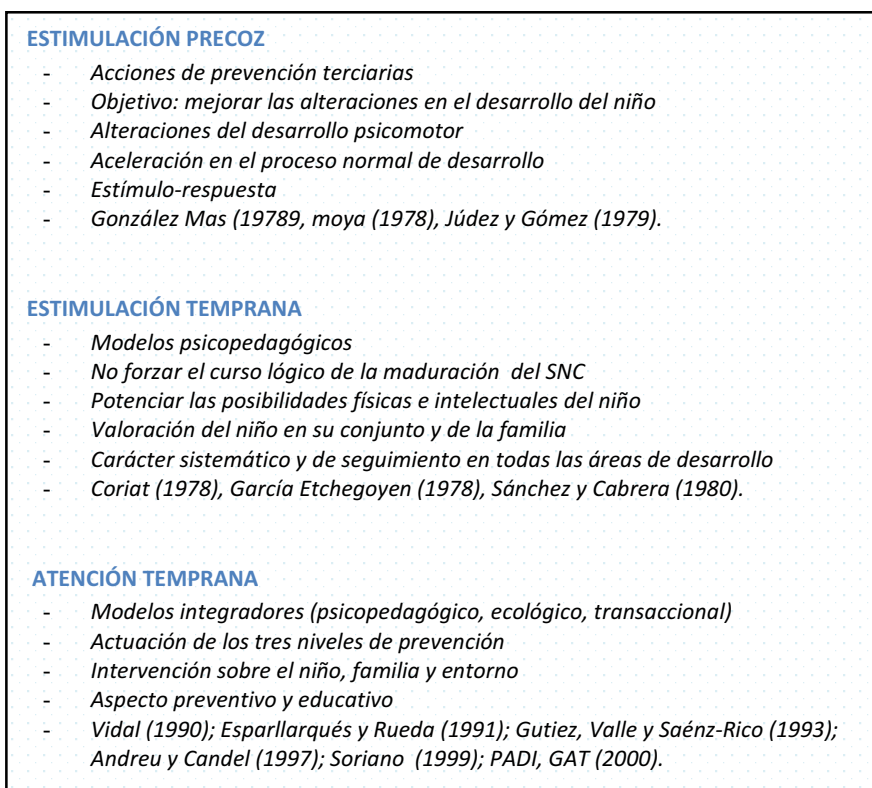 ESTIMULACIÓN PRECOZ
- Acciones de prevención terciarias
- Objetivo: mejorar las alteraciones en el desarrollo del niño
- Alteraciones del desarrollo psicomotor
- Aceleración en el proceso normal de desarrollo
- Estímulo-respuesta
- González Mas (19789, moya (1978), Júdez y Gómez (1979).
ESTIMULACIÓN TEMPRANA
- Modelos psicopedagógicos
- No forzar el curso lógico de la maduración del SNC
- Potenciar las posibilidades físicas e intelectuales del niño
- Valoración del niño en su conjunto y de la familia
- Carácter sistemático y de seguimiento en todas las áreas de desarrollo
- Coriat (1978), García Etchegoyen (1978), Sánchez y Cabrera (1980).
ATENCIÓN TEMPRANA
- Modelos integradores (psicopedagógico, ecológico, transaccional)
- Actuación de los tres niveles de prevención
- Intervención sobre el niño, familia y entorno
- Aspecto preventivo y educativo
- Vidal (1990); Esparllarqués y Rueda (1991); Gutiez, Valle y Saénz-Rico (1993);
Andreu y Candel (1997); Soriano (1999); PADI, GAT (2000).